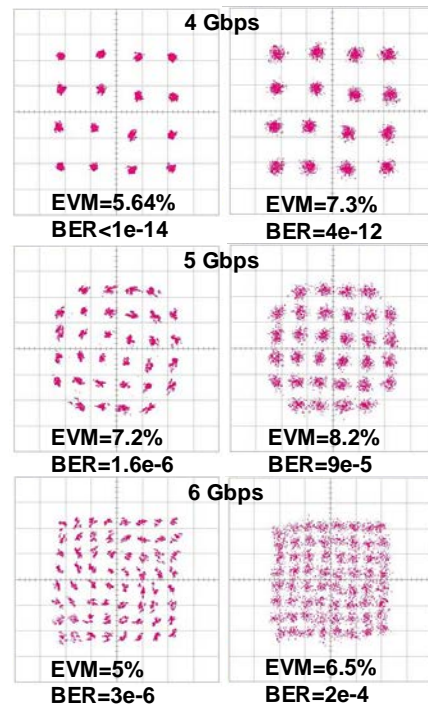 4 Gbps
EVM=5.64%
BER<1e-14
EVM=7.3%
BER=4e-12
5 Gbps
EVM=7.2%
BER=1.6e-6
EVM=8.2%
BER=9e-5
6 Gbps
EVM=5%
BER=3e-6
EVM=6.5%
BER=2e-4